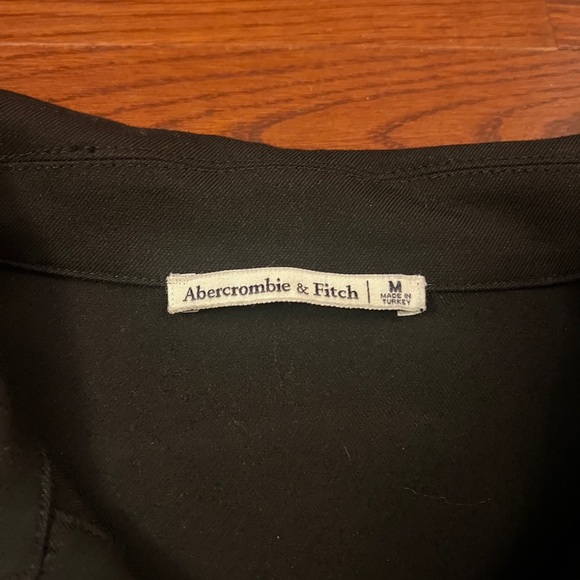 Abercrombie & Fitch | M
MADE IN
TURKEY